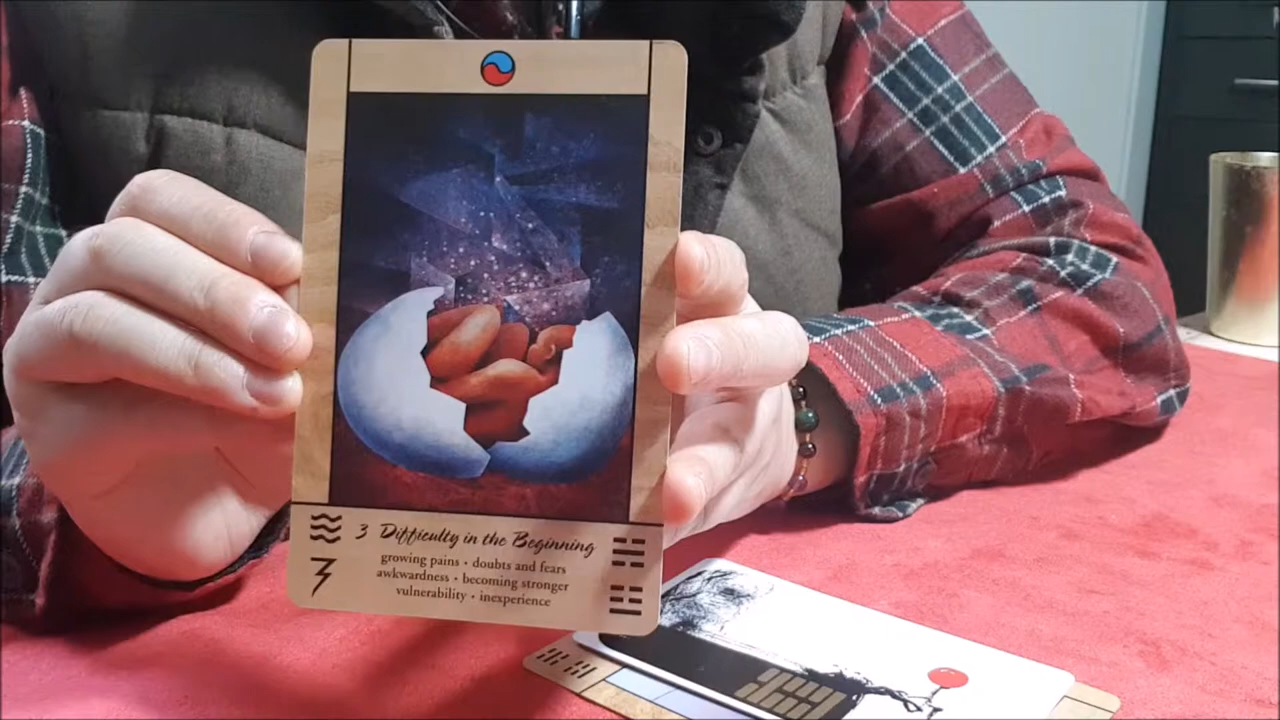 3 Difficulty in the Beginning
growing pains • doubts and fears
awkwardness • becoming stronger
vulnerability • inexperience